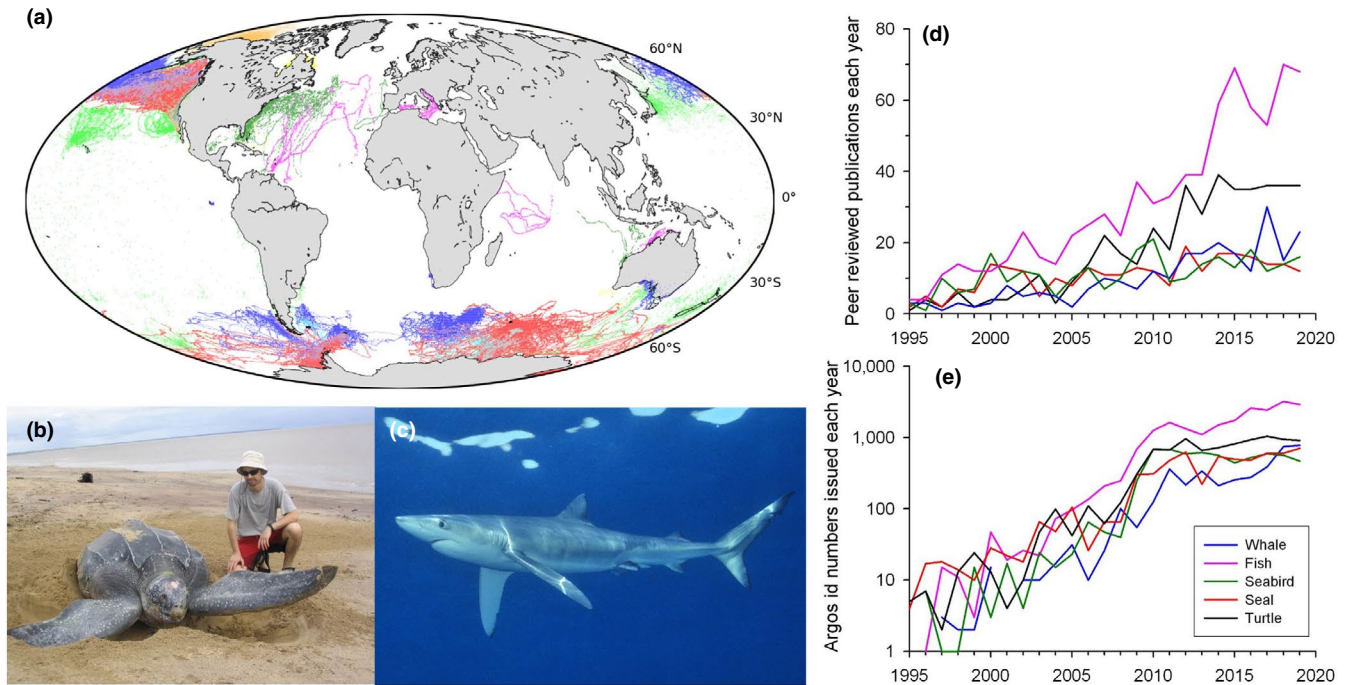 (a)
60°N
30°N
0°
30°S
60°S
(b)
(c)
(d)
Peer reviewed publications each year
80
60
40
20
0
1995
2000
2005
2010
2015
2020
(e)
Argos id numbers issued each year
10,000
1,000
100
10
1
Whale
Fish
Seabird
Seal
Turtle
1995
2000
2005
2010
2015
2020